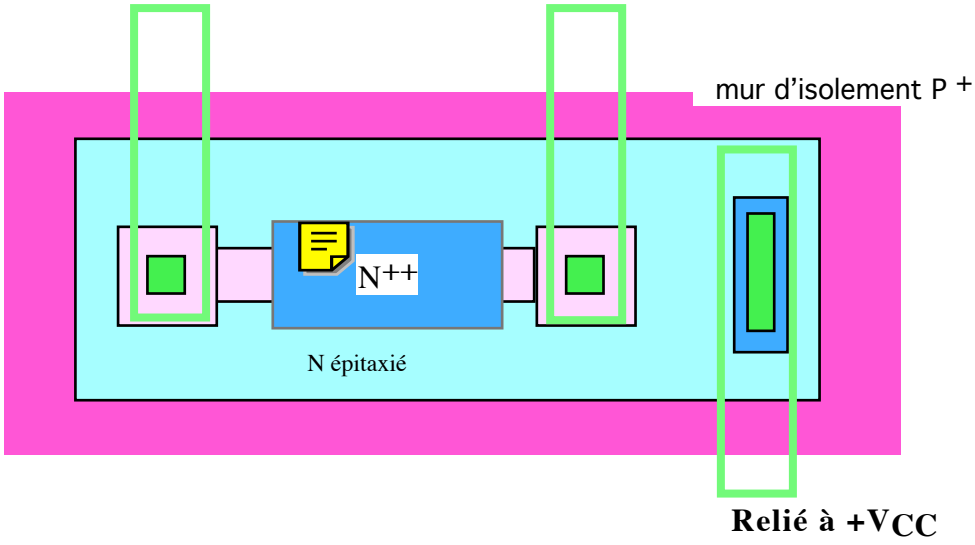 mur d'isolement P +
N++
N épitaxié
Relié à +VCC